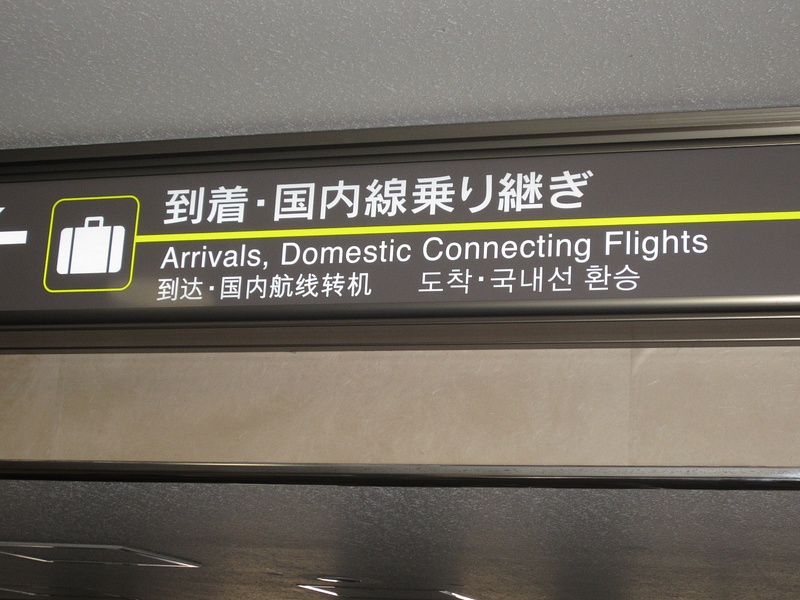 到着・国内線乗り継ぎ
Arrivals, Domestic Connecting Flights
到达・国内航线转机 도착・국내선 환승